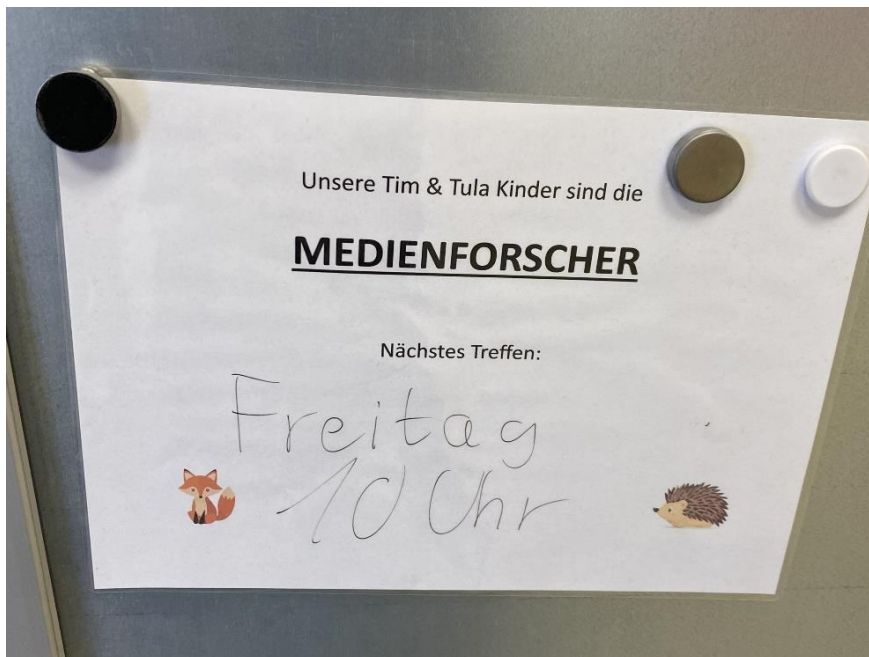 Unsere Tim & Tula Kinder sind die
MEDIENFORSCHER
Nächstes Treffen:
Freitag
10 Uhr